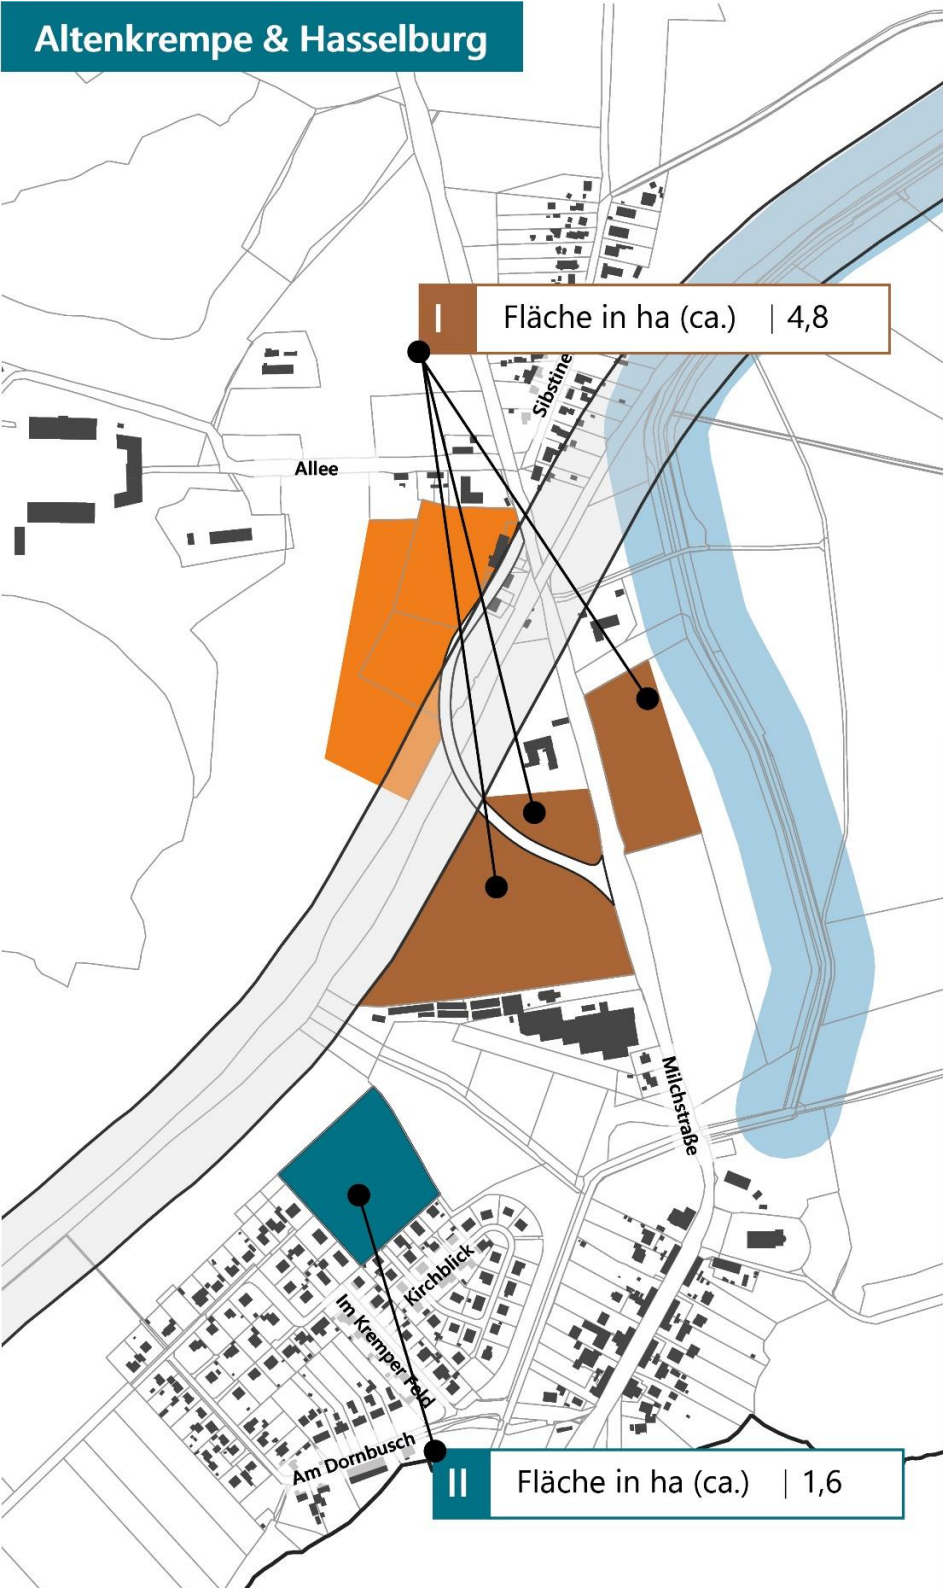 Altenkrempe & Hasselburg
I Fläche in ha (ca.) | 4,8
Sibstine
Allee
Milchstraße
Kirchblick
Im Kremper Feld
Am Dornbusch
II Fläche in ha (ca.) | 1,6